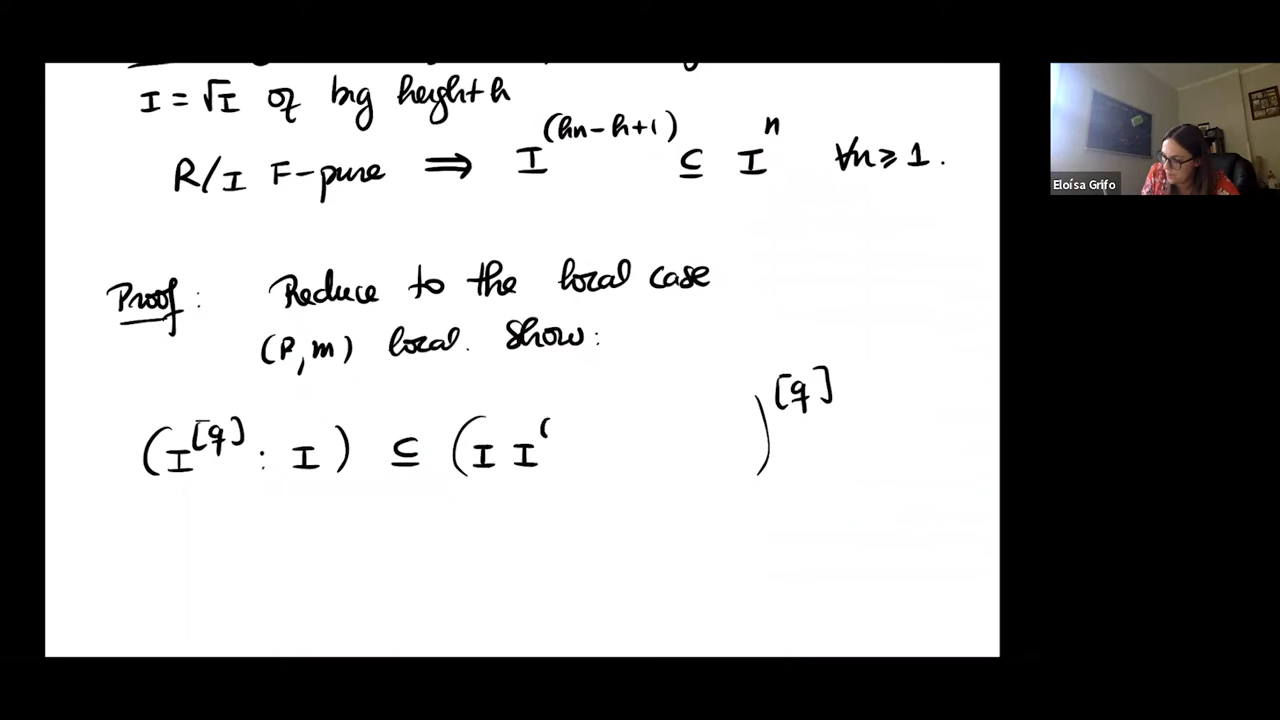 I = √I of big height h
R/I F-pure ⟹ I^(hn-h+1) ⊆ I^n ∀n ≥ 1.
Proof: Reduce to the local case
(R, m) local. Show:
(I^[q] : I) ⊆ (I I^( )^[q]
Eloísa Grifo